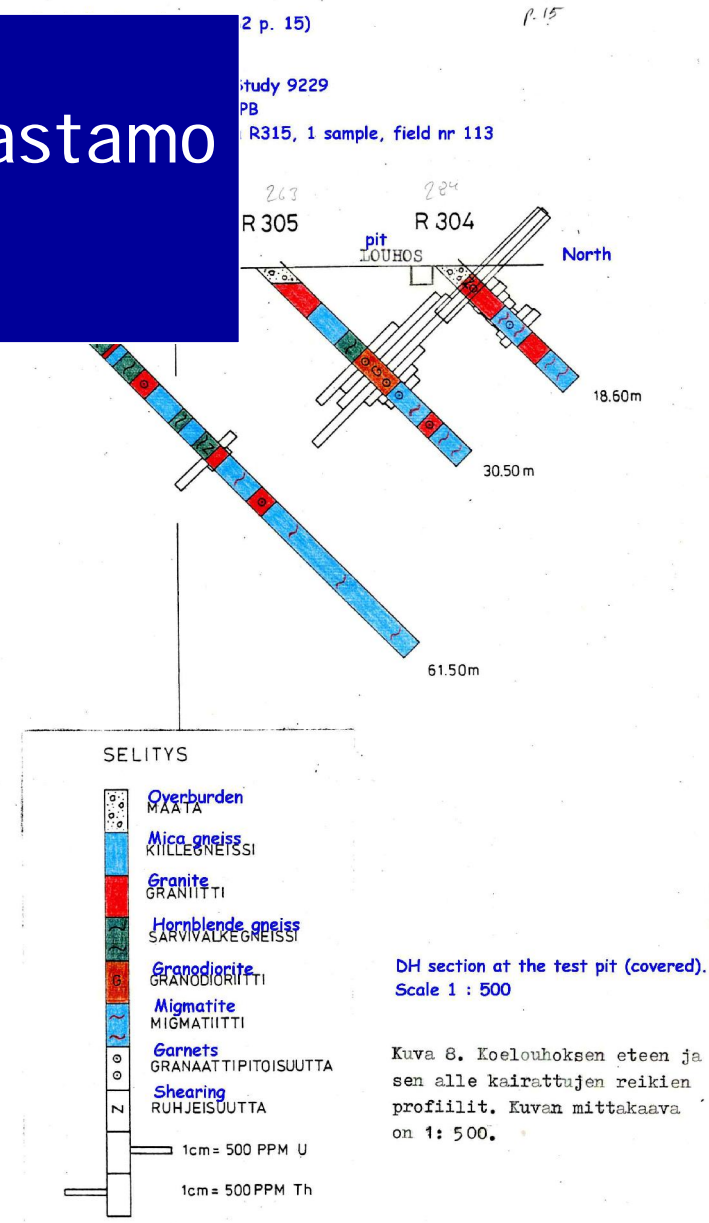 2 p. 15)
p. 15
study 9229
PB
R315, 1 sample, field nr 113
astamo
263
284
R 305
R 304
pit
LOUHOS
North
18.60m
30.50 m
61.50m
SELITYS
Overburden
MAATA
Mica gneiss
KIILLEGNEISSI
Granite
GRANIITTI
Hornblende gneiss
SARVIVALKEGNEISSI
G
Granodiorite
GRANODIORIITTI
Migmatite
MIGMATIITTI
Garnets
GRANAATTIPITOISUUTTA
N
Shearing
RUHJEISUUTTA
1cm = 500 PPM U
1cm = 500 PPM Th
DH section at the test pit (covered).
Scale 1 : 500
Kuva 8. Koelouhoksen eteen ja
sen alle kairattujen reikien
profiilit. Kuvan mittakaava
on 1: 500.